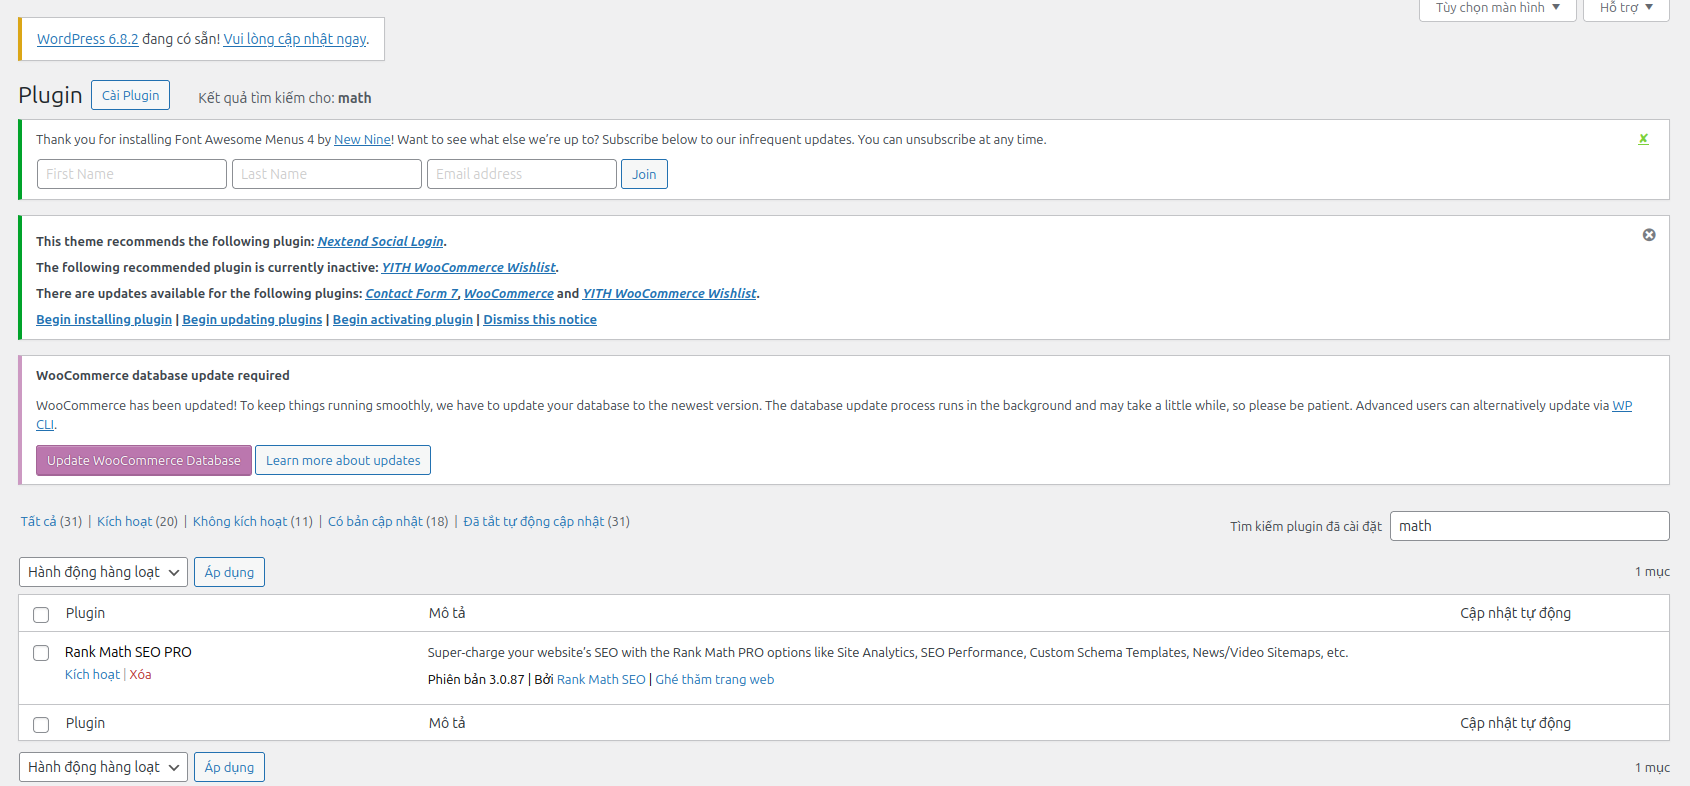 Tùy chọn màn hình
Hỗ trợ
WordPress 6.8.2 đang có sẵn! Vui lòng cập nhật ngay.
Plugin
Cài Plugin
Kết quả tìm kiếm cho: math
Thank you for installing Font Awesome Menus 4 by New Nine! Want to see what else we're up to? Subscribe below to our infrequent updates. You can unsubscribe at any time.
First Name
Last Name
Email address
Join
This theme recommends the following plugin: Nextend Social Login.
The following recommended plugin is currently inactive: YITH WooCommerce Wishlist.
There are updates available for the following plugins: Contact Form 7, WooCommerce and YITH WooCommerce Wishlist.
Begin installing plugin | Begin updating plugins | Begin activating plugin | Dismiss this notice
WooCommerce database update required
WooCommerce has been updated! To keep things running smoothly, we have to update your database to the newest version. The database update process runs in the background and may take a little while, so please be patient. Advanced users can alternatively update via WP
CLI.
Update WooCommerce Database
Learn more about updates
Tất cả (31) | Kích hoạt (20) | Không kích hoạt (11) | Có bản cập nhật (18) | Đã tắt tự động cập nhật (31)
Tìm kiếm plugin đã cài đặt
math
Hành động hàng loạt
Áp dụng
1 mục
Plugin
Mô tả
Cập nhật tự động
Rank Math SEO PRO
Super-charge your website's SEO with the Rank Math PRO options like Site Analytics, SEO Performance, Custom Schema Templates, News/Video Sitemaps, etc.
Kích hoạt | Xóa
Phiên bản 3.0.87 | Bởi Rank Math SEO | Ghé thăm trang web
Plugin
Mô tả
Cập nhật tự động
Hành động hàng loạt
Áp dụng
1 mục